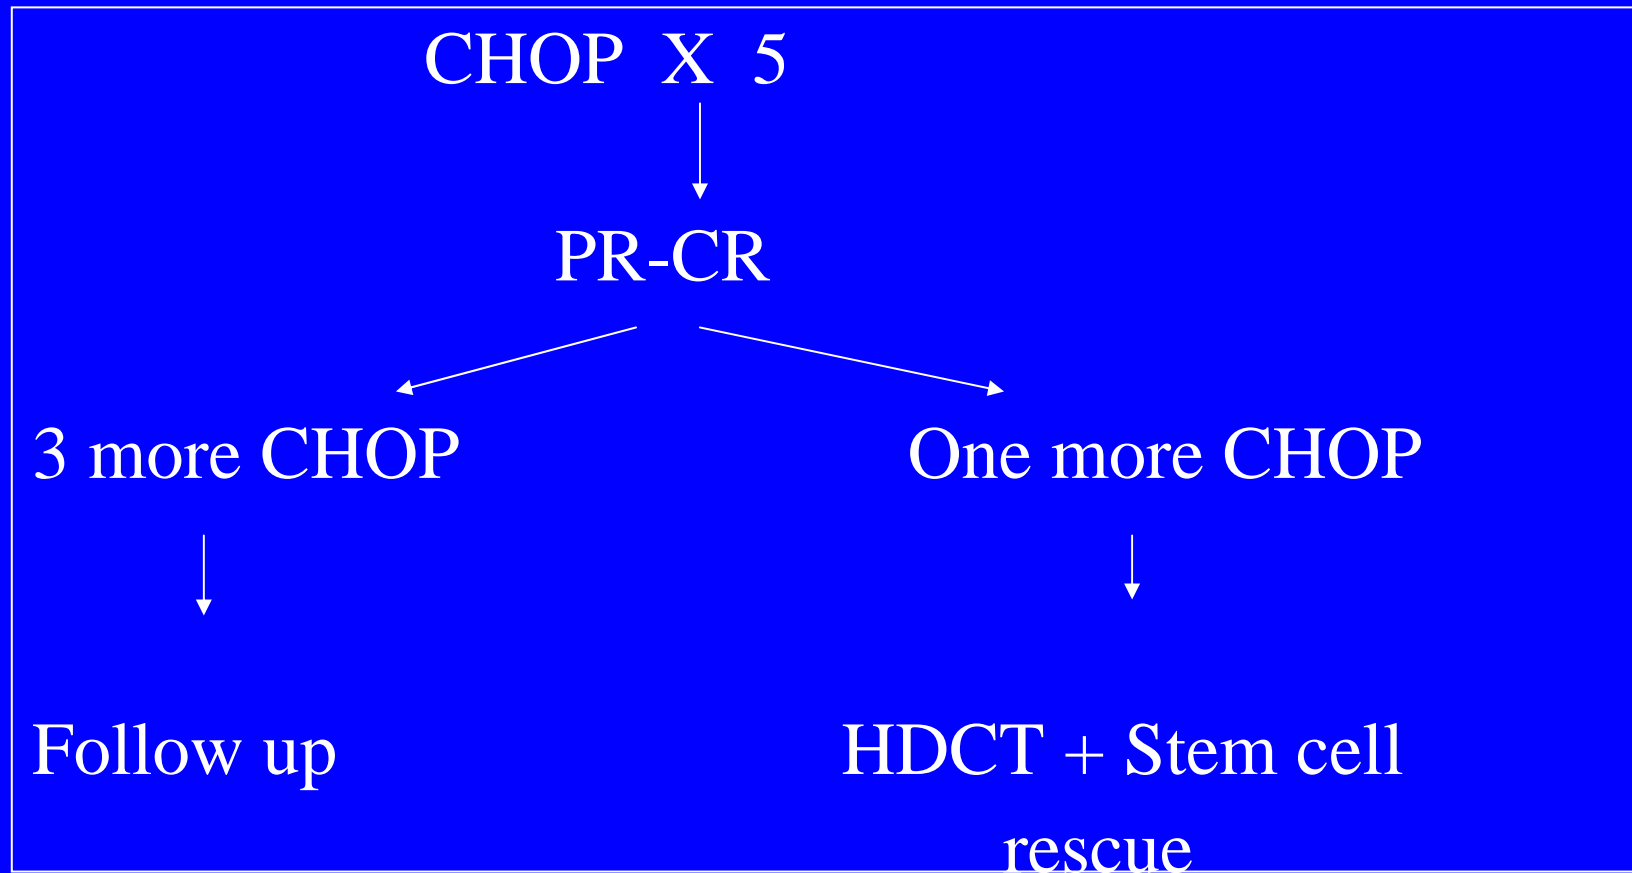 CHOP X 5
PR-CR
3 more CHOP One more CHOP
Follow up HDCT + Stem cell
rescue